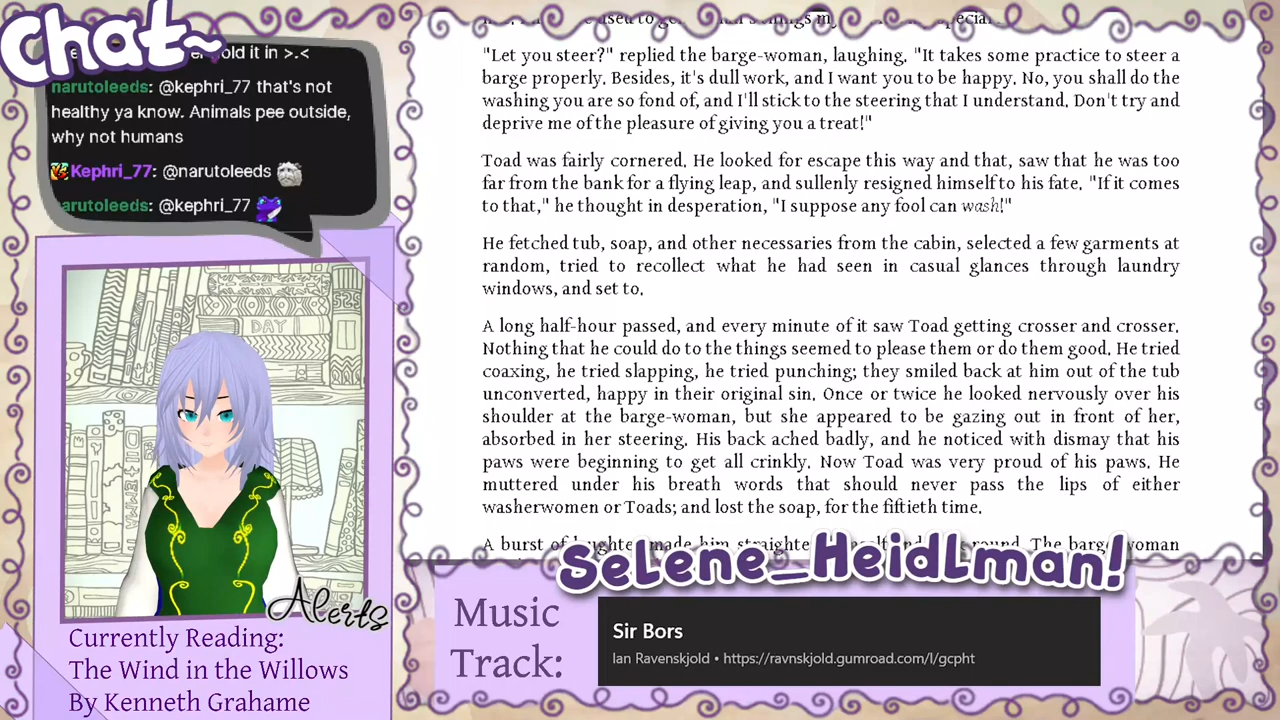 Chat~
old it in >.<
narutoleeds: @kephri_77 that's not
healthy ya know. Animals pee outside,
why not humans
Kephri_77: @narutoleeds
arutoleeds: @kephri_77
DAY
Alerts
Currently Reading:
The Wind in the Willows
By Kenneth Grahame
"Let you steer?" replied the barge-woman, laughing. "It takes some practice to steer a
barge properly. Besides, it's dull work, and I want you to be happy. No, you shall do the
washing you are so fond of, and I'll stick to the steering that I understand. Don't try and
deprive me of the pleasure of giving you a treat!"
Toad was fairly cornered. He looked for escape this way and that, saw that he was too
far from the bank for a flying leap, and sullenly resigned himself to his fate. "If it comes
to that," he thought in desperation, "I suppose any fool can wash!"
He fetched tub, soap, and other necessaries from the cabin, selected a few garments at
random, tried to recollect what he had seen in casual glances through laundry
windows, and set to.
A long half-hour passed, and every minute of it saw Toad getting crosser and crosser.
Nothing that he could do to the things seemed to please them or do them good. He tried
coaxing, he tried slapping, he tried punching; they smiled back at him out of the tub
unconverted, happy in their original sin. Once or twice he looked nervously over his
shoulder at the barge-woman, but she appeared to be gazing out in front of her,
absorbed in her steering. His back ached badly, and he noticed with dismay that his
paws were beginning to get all crinkly. Now Toad was very proud of his paws. He
muttered under his breath words that should never pass the lips of either
washerwomen or Toads; and lost the soap, for the fiftieth time.
A burst of laughter made him straighten round. The barge-woman
Selene_Heidlman!
Music
Track:
Sir Bors
Ian Ravenskjold • https://ravnskjold.gumroad.com/l/gcpht